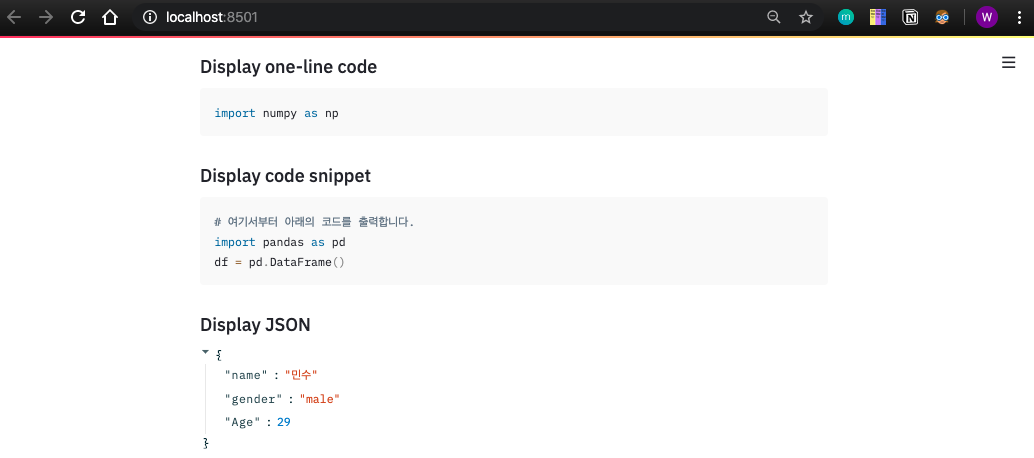 localhost:8501
m
N
W
Display one-line code
import numpy as np
Display code snippet
# 여기서부터 아래의 코드를 출력합니다.
import pandas as pd
df = pd.DataFrame()
Display JSON
{
"name" : "민수"
"gender" : "male"
"Age" : 29
}